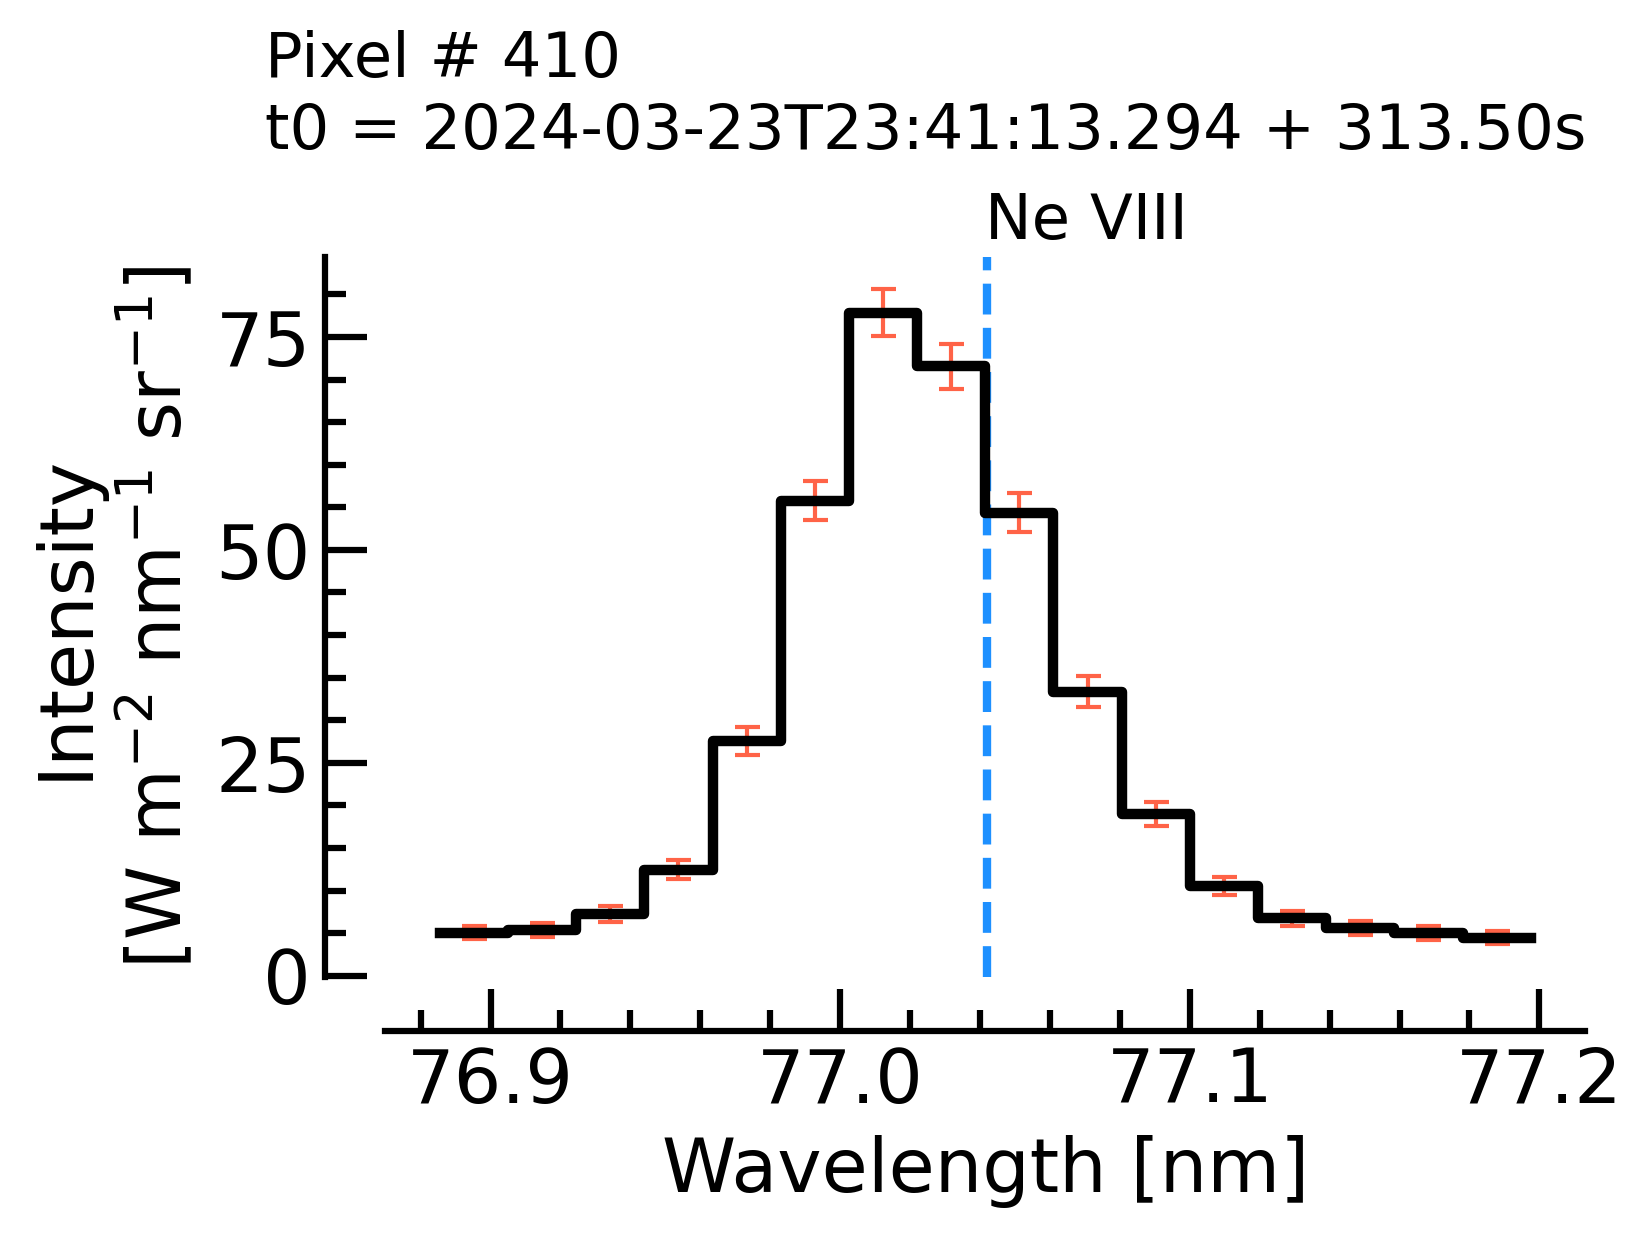 Pixel # 410
t0 = 2024-03-23T23:41:13.294 + 313.50s
Ne VIII
Intensity
[W m⁻² nm⁻¹ sr⁻¹]
75
50
25
0
76.9 77.0 77.1 77.2
Wavelength [nm]